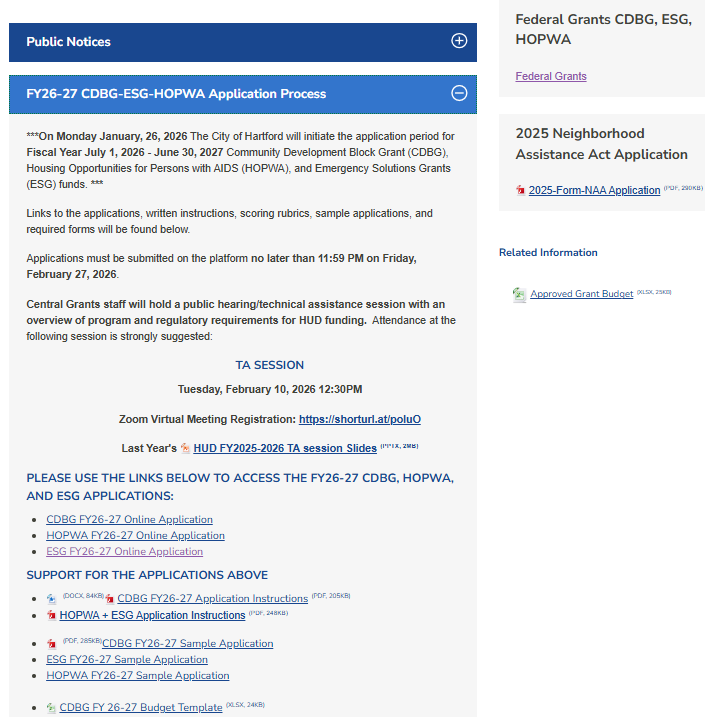 Public Notices
FY26-27 CDBG-ESG-HOPWA Application Process
***On Monday January, 26, 2026 The City of Hartford will initiate the application period for
Fiscal Year July 1, 2026 - June 30, 2027 Community Development Block Grant (CDBG),
Housing Opportunities for Persons with AIDS (HOPWA), and Emergency Solutions Grants
(ESG) funds. ***
Links to the applications, written instructions, scoring rubrics, sample applications, and
required forms will be found below.
Applications must be submitted on the platform no later than 11:59 PM on Friday,
February 27, 2026.
Central Grants staff will hold a public hearing/technical assistance session with an
overview of program and regulatory requirements for HUD funding. Attendance at the
following session is strongly suggested:
TA SESSION
Tuesday, February 10, 2026 12:30PM
Zoom Virtual Meeting Registration: https://shorturl.at/poluO
Last Year's HUD FY2025-2026 TA session Slides (PPTX, 2MB)
PLEASE USE THE LINKS BELOW TO ACCESS THE FY26-27 CDBG, HOPWA,
AND ESG APPLICATIONS:
CDBG FY26-27 Online Application
HOPWA FY26-27 Online Application
ESG FY26-27 Online Application
SUPPORT FOR THE APPLICATIONS ABOVE
(DOCX, 84KB) CDBG FY26-27 Application Instructions (PDF, 205KB)
HOPWA + ESG Application Instructions (PDF, 248KB)
(PDF, 285KB)CDBG FY26-27 Sample Application
ESG FY26-27 Sample Application
HOPWA FY26-27 Sample Application
CDBG FY 26-27 Budget Template (XLSX, 24KB)
Federal Grants CDBG, ESG,
HOPWA
Federal Grants
2025 Neighborhood
Assistance Act Application
2025-Form-NAA Application (PDF, 290KB)
Related Information
Approved Grant Budget (XLSX, 25KB)